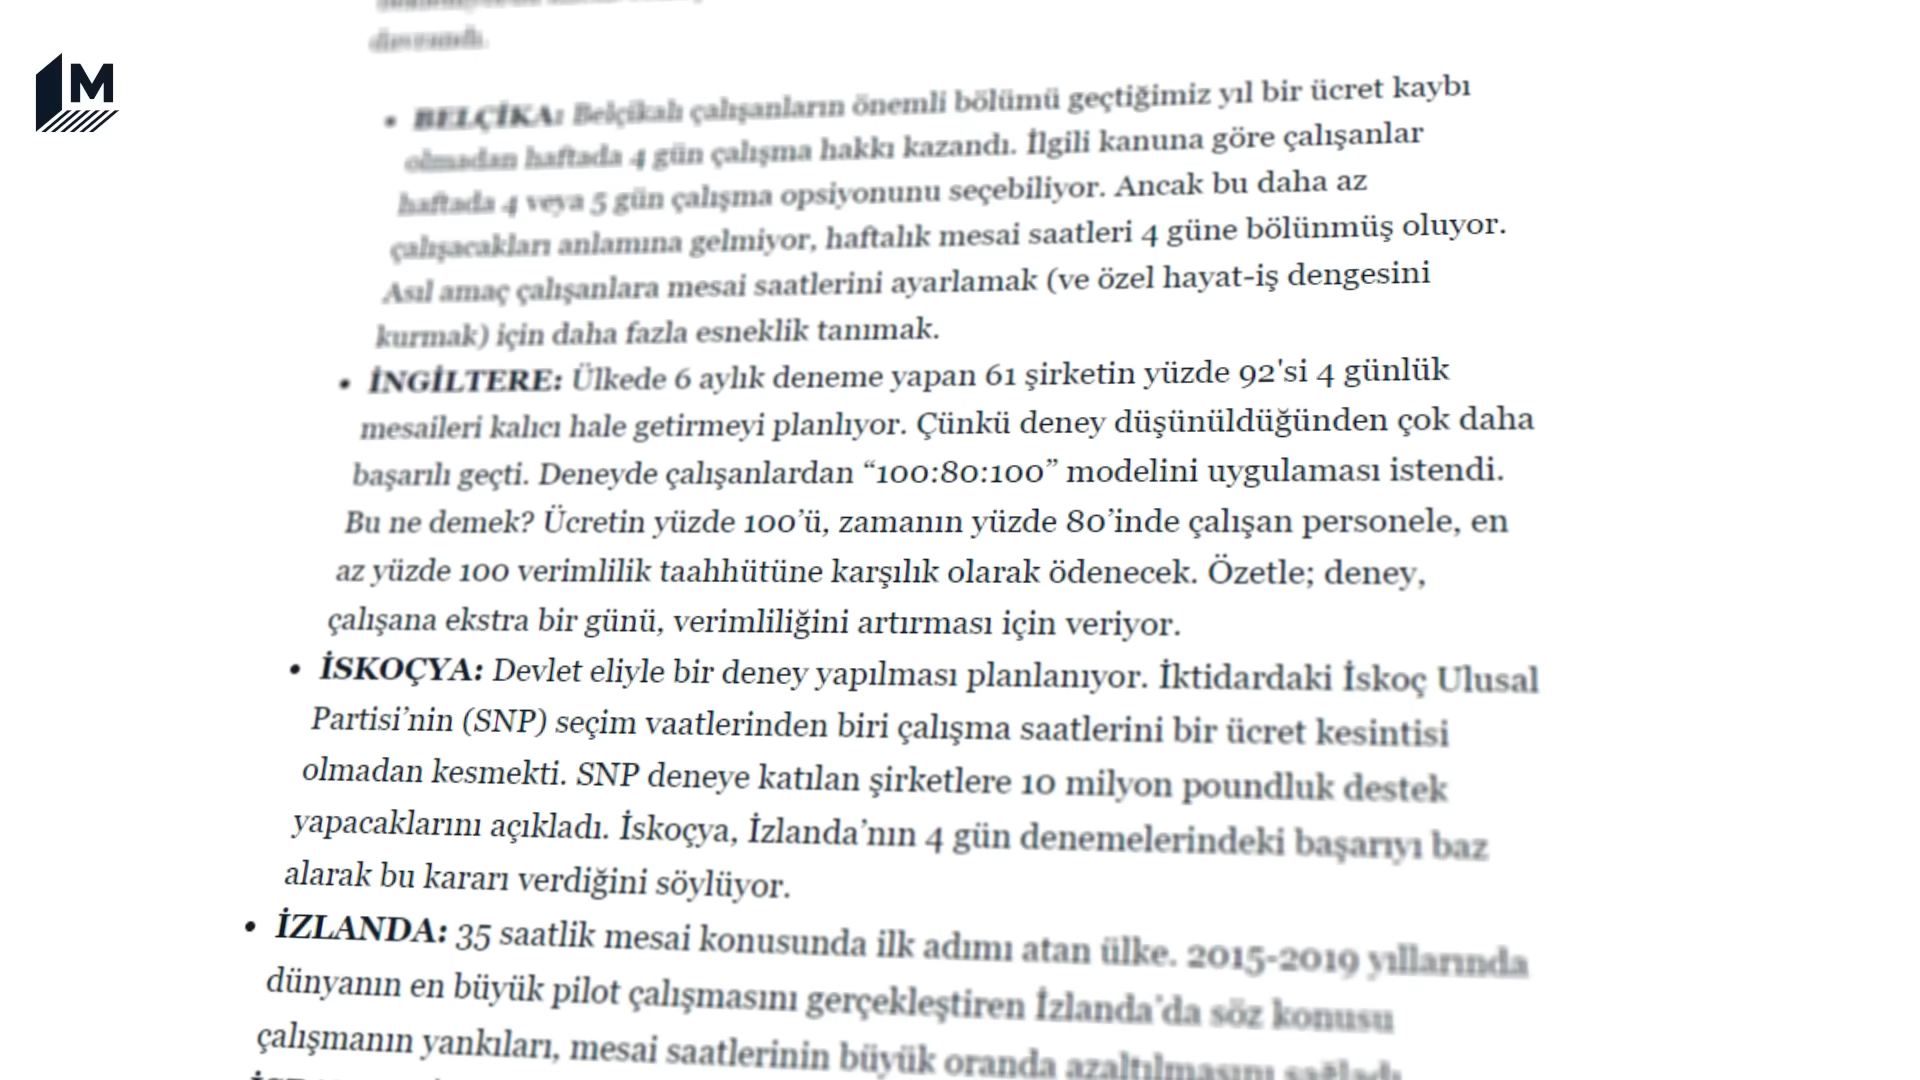 M
devrandı.
• BELÇİKA: Belçikalı çalışanların önemli bölümü geçtiğimiz yıl bir ücret kaybı
olmadan haftada 4 gün çalışma hakkı kazandı. İlgili kanuna göre çalışanlar
haftada 4 veya 5 gün çalışma opsiyonunu seçebiliyor. Ancak bu daha az
çalışacakları anlamına gelmiyor, haftalık mesai saatleri 4 güne bölünmüş oluyor.
Asıl amaç çalışanlara mesai saatlerini ayarlamak (ve özel hayat-iş dengesini
kurmak) için daha fazla esneklik tanımak.
• İNGİLTERE: Ülkede 6 aylık deneme yapan 61 şirketin yüzde 92'si 4 günlük
mesaileri kalıcı hale getirmeyi planlıyor. Çünkü deney düşünüldüğünden çok daha
başarılı geçti. Deneyde çalışanlardan “100:80:100” modelini uygulaması istendi.
Bu ne demek? Ücretin yüzde 100’ü, zamanın yüzde 80’inde çalışan personele, en
az yüzde 100 verimlilik taahhütüne karşılık olarak ödenecek. Özetle; deney,
çalışana ekstra bir günü, verimliliğini artırması için veriyor.
• İSKOÇYA: Devlet eliyle bir deney yapılması planlanıyor. İktidardaki İskoç Ulusal
Partisi’nin (SNP) seçim vaatlerinden biri çalışma saatlerini bir ücret kesintisi
olmadan kesmekti. SNP deneye katılan şirketlere 10 milyon poundluk destek
yapacaklarını açıkladı. İskoçya, İzlanda’nın 4 gün denemelerindeki başarıyı baz
alarak bu kararı verdiğini söylüyor.
• İZLANDA: 35 saatlik mesai konusunda ilk adımı atan ülke. 2015-2019 yıllarında
dünyanın en büyük pilot çalışmasını gerçekleştiren İzlanda’da söz konusu
çalışmanın yankıları, mesai saatlerinin büyük oranda azaltılmasını sağladı.